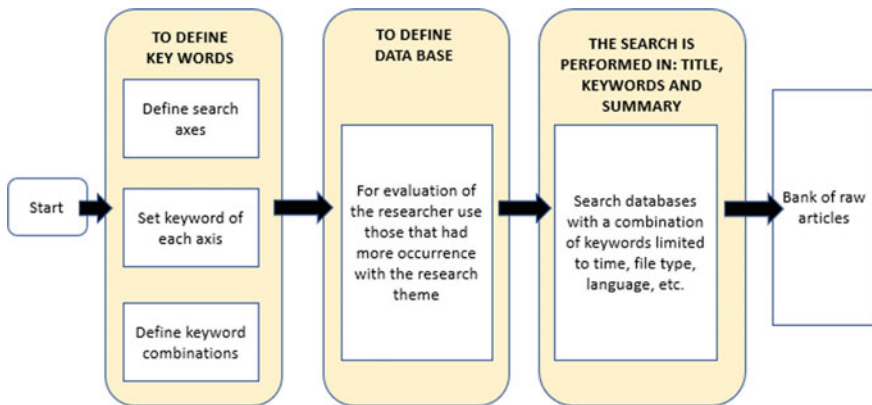 Start
TO DEFINE
KEY WORDS
Define search
axes
Set keyword of
each axis
Define keyword
combinations
TO DEFINE
DATA BASE
For evaluation of
the researcher use
those that had
more occurrence
with the research
theme
THE SEARCH IS
PERFORMED IN: TITLE,
KEYWORDS AND
SUMMARY
Search databases
with a combination
of keywords limited
to time, file type,
language, etc.
Bank of raw
articles